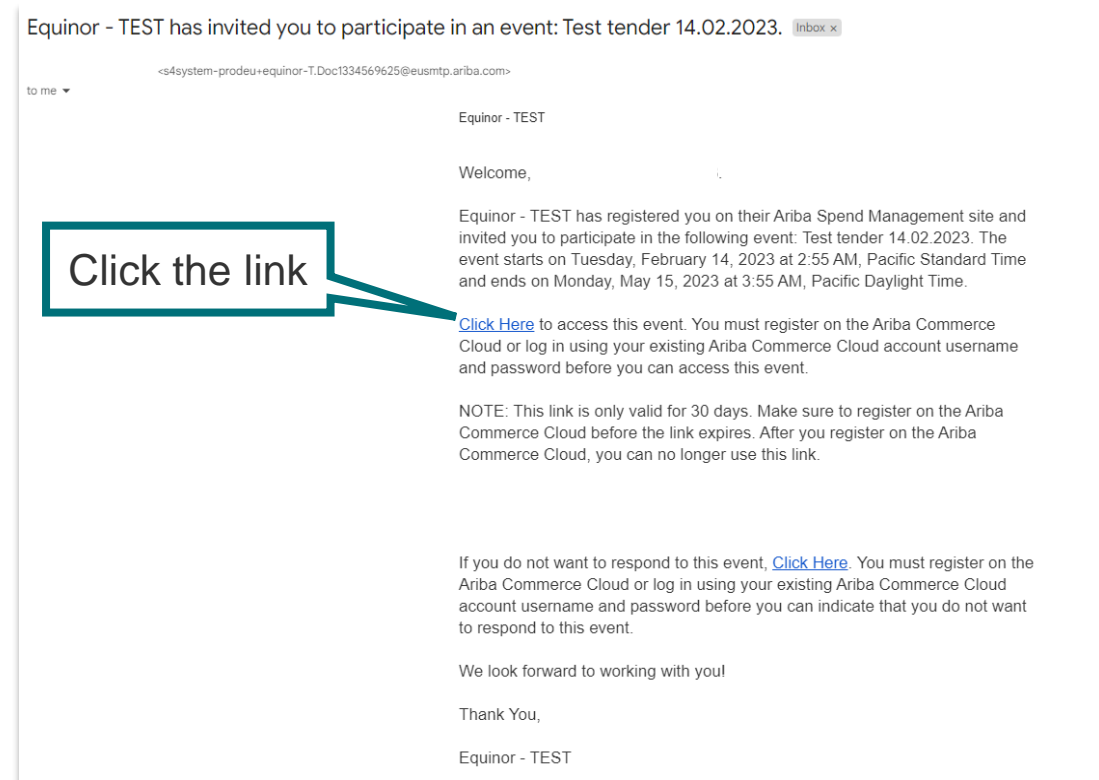 Equinor - TEST has invited you to participate in an event: Test tender 14.02.2023. Inbox x
<s4system-prodeu+equinor-T.Doc1334569625@eusmtp.ariba.com>
to me
Equinor - TEST
Welcome,
Equinor - TEST has registered you on their Ariba Spend Management site and
invited you to participate in the following event: Test tender 14.02.2023. The
event starts on Tuesday, February 14, 2023 at 2:55 AM, Pacific Standard Time
and ends on Monday, May 15, 2023 at 3:55 AM, Pacific Daylight Time.
Click the link
Click Here to access this event. You must register on the Ariba Commerce
Cloud or log in using your existing Ariba Commerce Cloud account username
and password before you can access this event.
NOTE: This link is only valid for 30 days. Make sure to register on the Ariba
Commerce Cloud before the link expires. After you register on the Ariba
Commerce Cloud, you can no longer use this link.
If you do not want to respond to this event, Click Here. You must register on the
Ariba Commerce Cloud or log in using your existing Ariba Commerce Cloud
account username and password before you can indicate that you do not want
to respond to this event.
We look forward to working with you!
Thank You,
Equinor - TEST